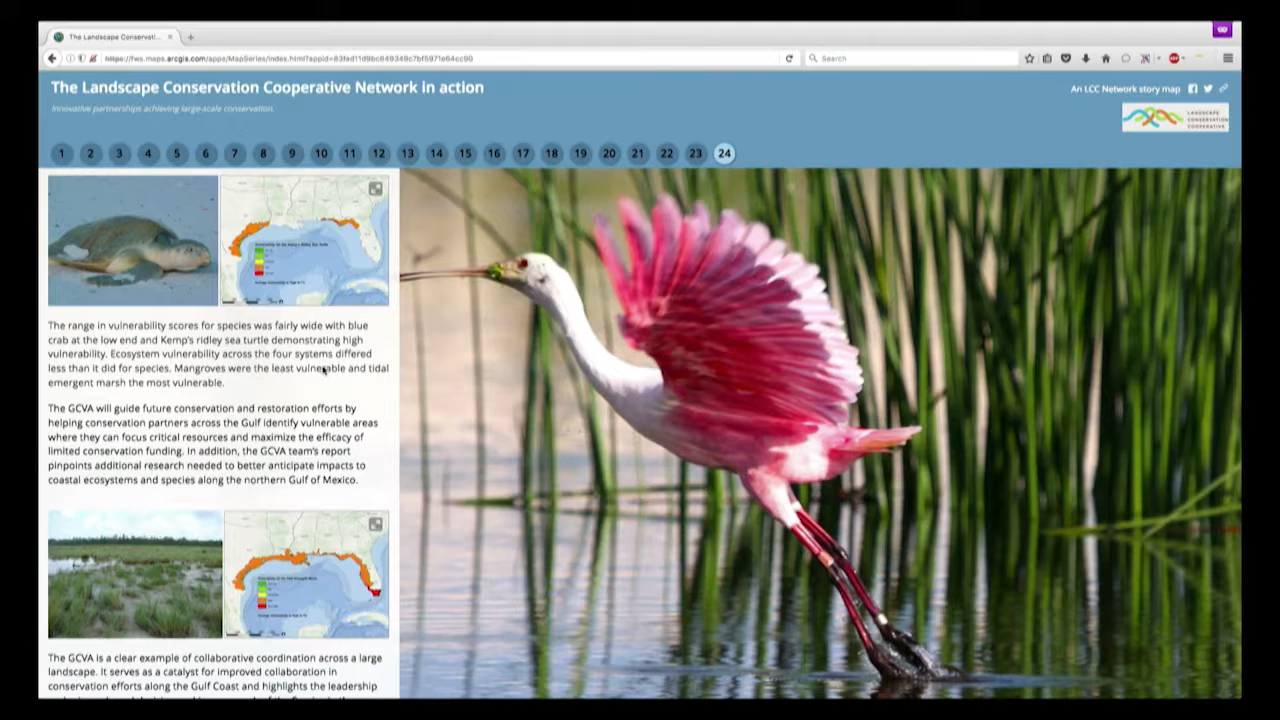 The Landscape Conservati...
https://fws.maps.arcgis.com/apps/MapSeries/index.html?appid=
Search
The Landscape Conservation Cooperative Network in action
An LCC Network story map
Innovative partnerships achieving large-scale conservation.
LANDSCAPE
CONSERVATION
COOPERATIVE
1 2 3 4 5 6 7 8 9 10 11 12 13 14 15 16 17 18 19 20 21 22 23 24
The range in vulnerability scores for species was fairly wide with blue
crab at the low end and Kemp's ridley sea turtle demonstrating high
vulnerability. Ecosystem vulnerability across the four systems differed
less than it did for species. Mangroves were the least vulnerable and tidal
emergent marsh the most vulnerable.
The GCVA will guide future conservation and restoration efforts by
helping conservation partners across the Gulf identify vulnerable areas
where they can focus critical resources and maximize the efficacy of
limited conservation funding. In addition, the GCVA team's report
pinpoints additional research needed to better anticipate impacts to
coastal ecosystems and species along the northern Gulf of Mexico.
The GCVA is a clear example of collaborative coordination across a large
landscape. It serves as a catalyst for improved collaboration in
conservation efforts along the Gulf Coast and highlights the leadership